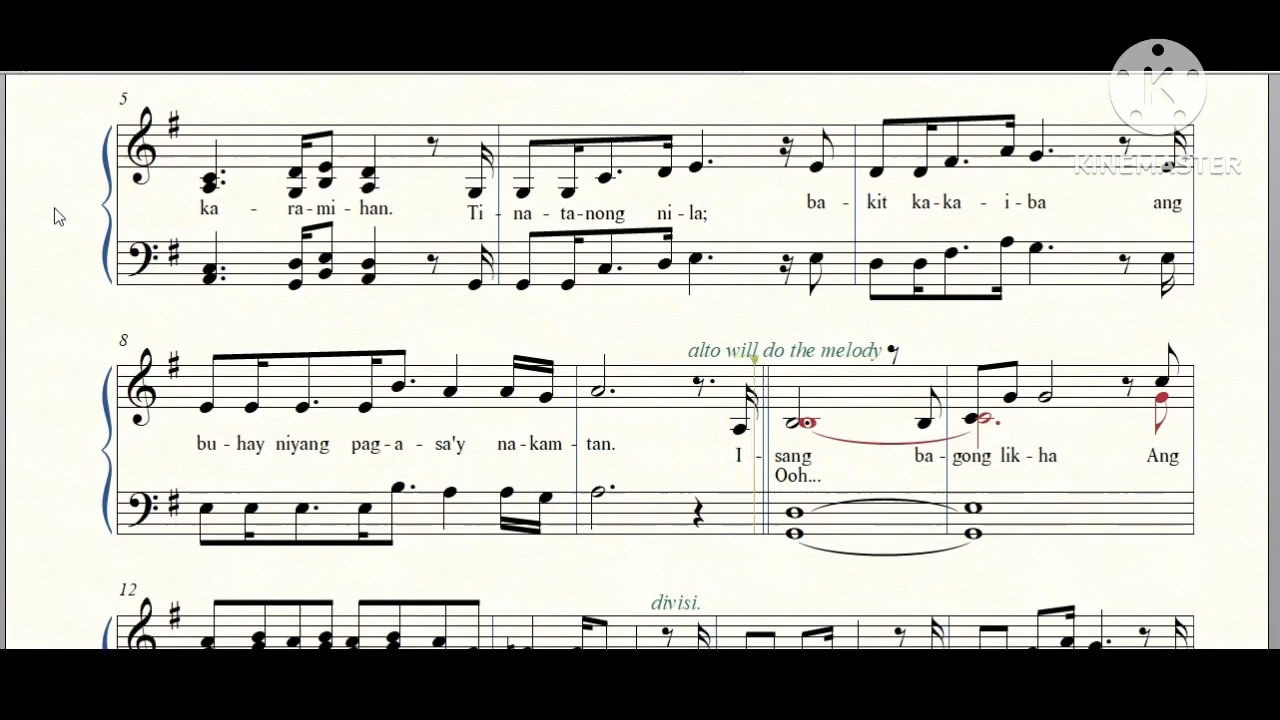 K
KINEMASTER
5
ka - ra-mi - han. Ti - na - ta-nong ni - la; ba - kit ka-ka - i - ba ang
8
alto will do the melody
bu - hay niyang pag - a - sa'y na - kam - tan. I - sang ba - gong lik - ha Ang
Ooh...
12
divisi.